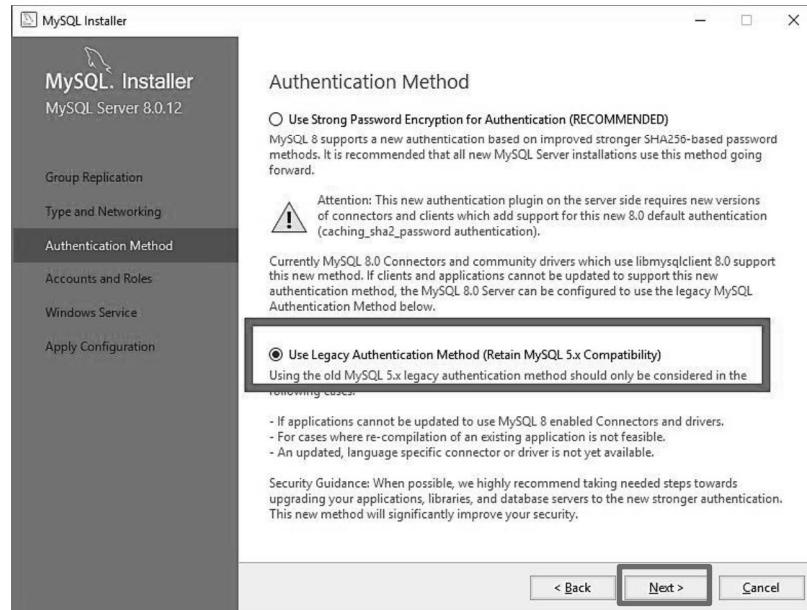 MySQL Installer
MySQL. Installer
MySQL Server 8.0.12
Group Replication
Type and Networking
Authentication Method
Accounts and Roles
Windows Service
Apply Configuration
Authentication Method
Use Strong Password Encryption for Authentication (RECOMMENDED)
MySQL 8 supports a new authentication based on improved stronger SHA256-based password
methods. It is recommended that all new MySQL Server installations use this method going
forward.
Attention: This new authentication plugin on the server side requires new versions
of connectors and clients which add support for this new 8.0 default authentication
(caching_sha2_password authentication).
Currently MySQL 8.0 Connectors and community drivers which use libmysqlclient 8.0 support
this new method. If clients and applications cannot be updated to support this new
authentication method, the MySQL 8.0 Server can be configured to use the legacy MySQL
Authentication Method below.
Use Legacy Authentication Method (Retain MySQL 5.x Compatibility)
Using the old MySQL 5.x legacy authentication method should only be considered in the
following cases:
- If applications cannot be updated to use MySQL 8 enabled Connectors and drivers.
- For cases where re-compilation of an existing application is not feasible.
- An updated, language specific connector or driver is not yet available.
Security Guidance: When possible, we highly recommend taking needed steps towards
upgrading your applications, libraries, and database servers to the new stronger authentication.
This new method will significantly improve your security.
< Back
Next >
Cancel